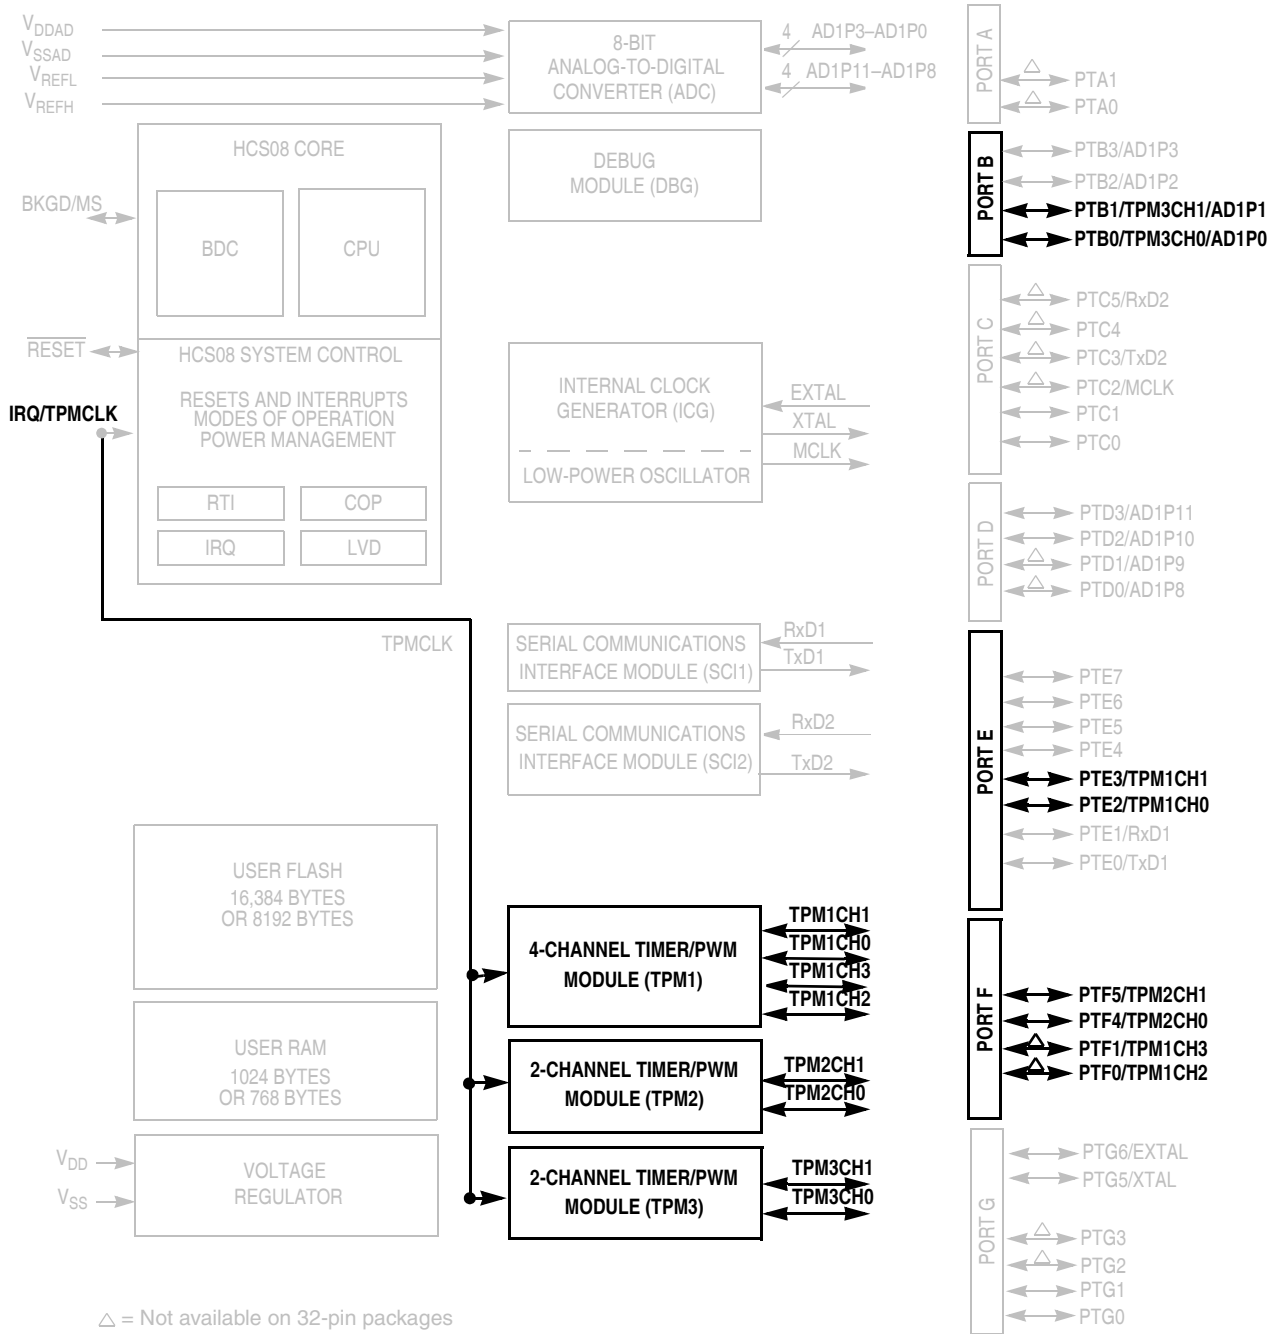 VDDAD
VSSAD
VREFL
VREFH
8-BIT
ANALOG-TO-DIGITAL
CONVERTER (ADC)
4 AD1P3–AD1P0
4 AD1P11–AD1P8
HCS08 CORE
BDC
CPU
BKGD/MS
DEBUG
MODULE (DBG)
RESET
HCS08 SYSTEM CONTROL
RESETS AND INTERRUPTS
MODES OF OPERATION
POWER MANAGEMENT
IRQ/TPMCLK
RTI
COP
IRQ
LVD
INTERNAL CLOCK
GENERATOR (ICG)
LOW-POWER OSCILLATOR
EXTAL
XTAL
MCLK
TPMCLK
SERIAL COMMUNICATIONS
INTERFACE MODULE (SCI1)
RxD1
TxD1
SERIAL COMMUNICATIONS
INTERFACE MODULE (SCI2)
RxD2
TxD2
USER FLASH
16,384 BYTES
OR 8192 BYTES
USER RAM
1024 BYTES
OR 768 BYTES
VDD
VSS
VOLTAGE
REGULATOR
4-CHANNEL TIMER/PWM
MODULE (TPM1)
TPM1CH1
TPM1CH0
TPM1CH3
TPM1CH2
2-CHANNEL TIMER/PWM
MODULE (TPM2)
TPM2CH1
TPM2CH0
2-CHANNEL TIMER/PWM
MODULE (TPM3)
TPM3CH1
TPM3CH0
PORT A
PTA1
PTA0
PORT B
PTB3/AD1P3
PTB2/AD1P2
PTB1/TPM3CH1/AD1P1
PTB0/TPM3CH0/AD1P0
PORT C
PTC5/RxD2
PTC4
PTC3/TxD2
PTC2/MCLK
PTC1
PTC0
PORT D
PTD3/AD1P11
PTD2/AD1P10
PTD1/AD1P9
PTD0/AD1P8
PORT E
PTE7
PTE6
PTE5
PTE4
PTE3/TPM1CH1
PTE2/TPM1CH0
PTE1/RxD1
PTE0/TxD1
PORT F
PTF5/TPM2CH1
PTF4/TPM2CH0
PTF1/TPM1CH3
PTF0/TPM1CH2
PORT G
PTG6/EXTAL
PTG5/XTAL
PTG3
PTG2
PTG1
PTG0
△ = Not available on 32-pin packages